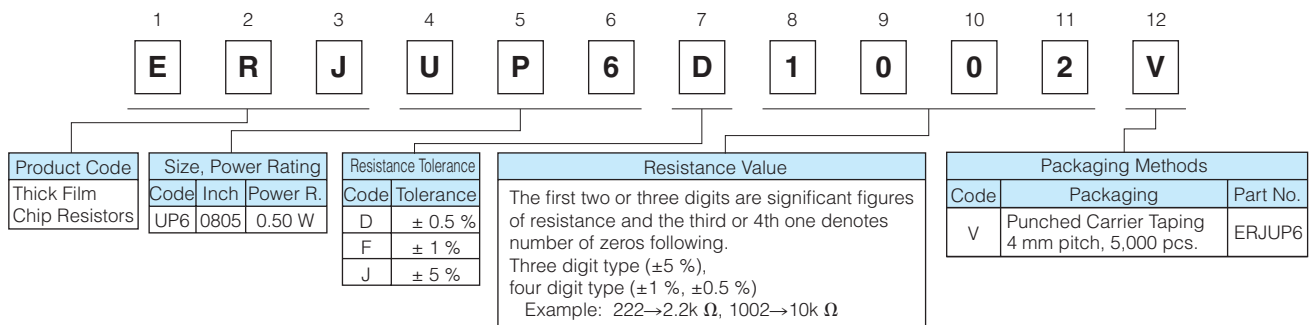 1 2 3 4 5 6 7 8 9 10 11 12
E R J U P 6 D 1 0 0 2 V
Product Code
Thick Film
Chip Resistors
Size, Power Rating
Code Inch Power R.
UP6 0805 0.50 W
Resistance Tolerance
Code Tolerance
D ± 0.5 %
F ± 1 %
J ± 5 %
Resistance Value
The first two or three digits are significant figures
of resistance and the third or 4th one denotes
number of zeros following.
Three digit type (±5 %),
four digit type (±1 %, ±0.5 %)
Example: 222→2.2k Ω, 1002→10k Ω
Packaging Methods
Code Packaging Part No.
V Punched Carrier Taping
4 mm pitch, 5,000 pcs. ERJUP6